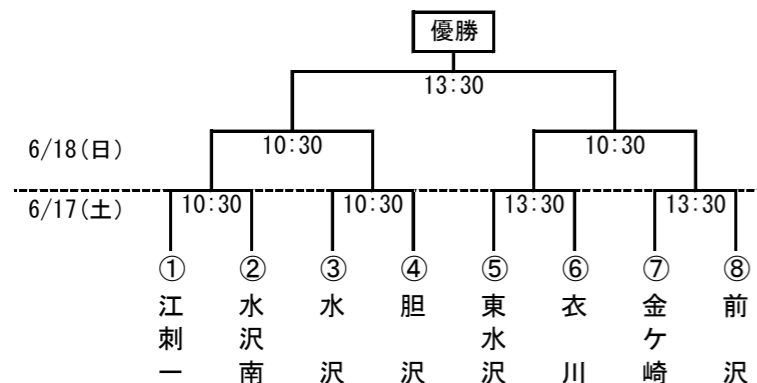 優勝
13:30
6/18(日)
10:30
10:30
6/17(土)
10:30
10:30
13:30
13:30
①
②
③
④
⑤
⑥
⑦
⑧
江刺一
水沢南
水沢
胆沢
東水沢
衣川
金ケ崎
前沢